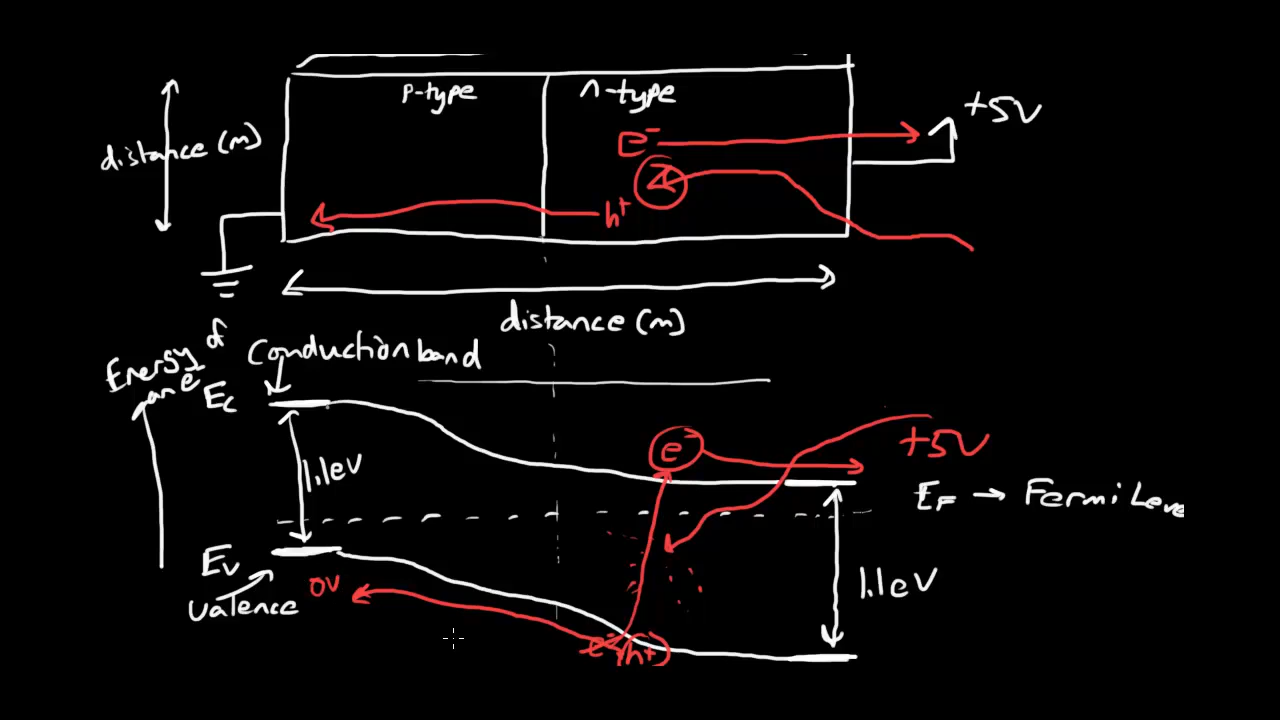 p-type
n-type
+5V
distance (m)
e⁻
h⁺
distance (m)
Energy of
an e
Conduction band
Ec
1.1eV
e⁻
+5V
EF → Fermi Leve
Ev
valence
0V
1.1eV
e⁻
h⁺